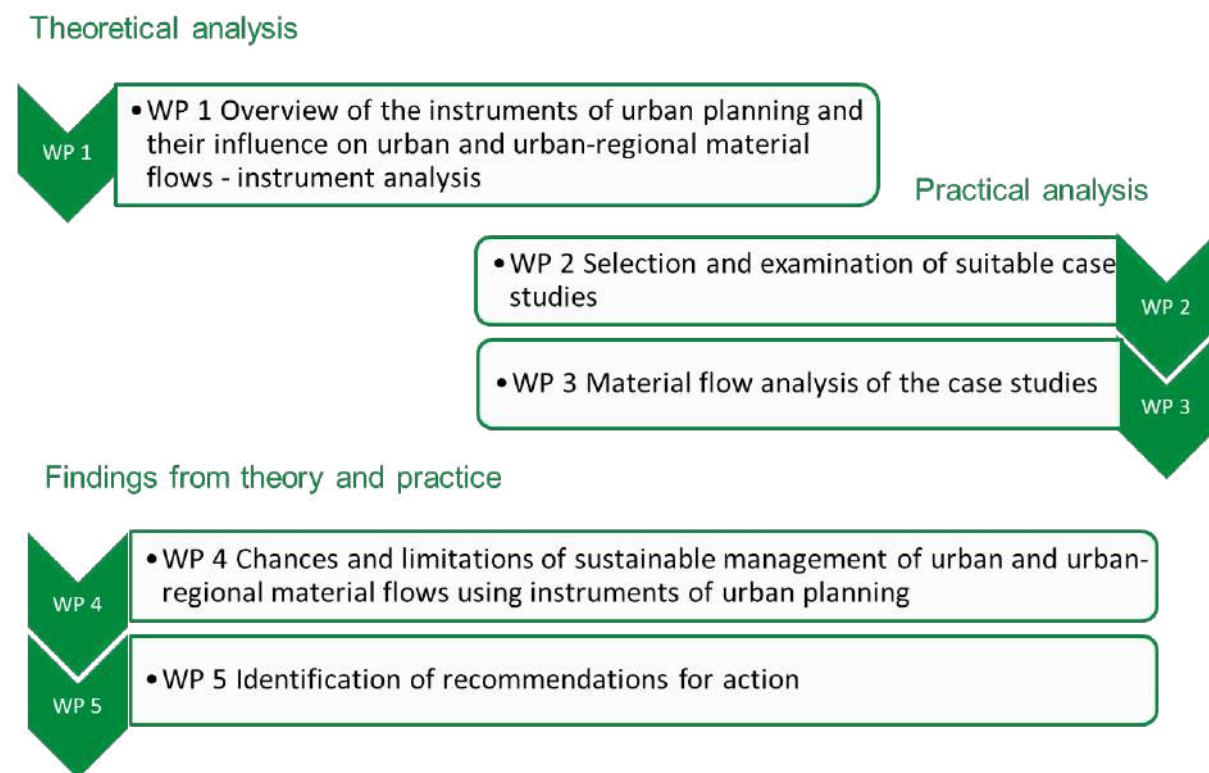 Theoretical analysis
WP 1
•WP 1 Overview of the instruments of urban planning and
their influence on urban and urban-regional material
flows - instrument analysis
Practical analysis
•WP 2 Selection and examination of suitable case
studies
WP 2
•WP 3 Material flow analysis of the case studies
WP 3
Findings from theory and practice
WP 4
•WP 4 Chances and limitations of sustainable management of urban and urban-
regional material flows using instruments of urban planning
WP 5
•WP 5 Identification of recommendations for action